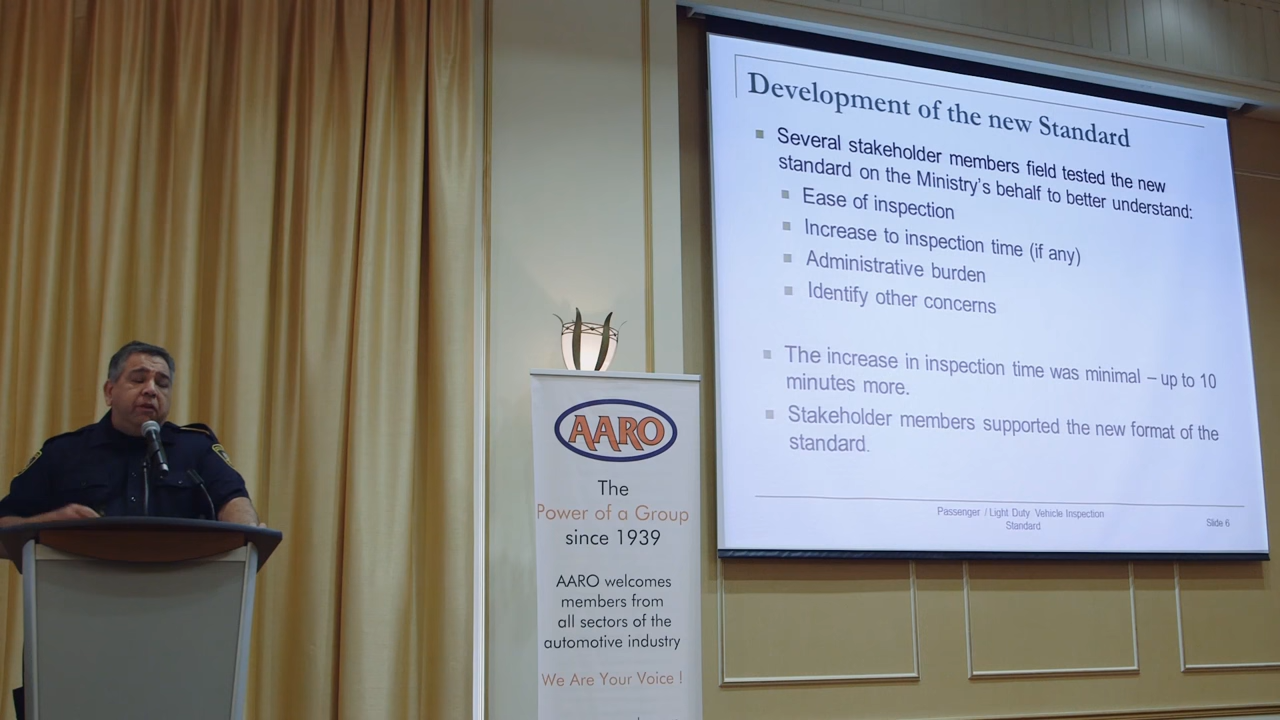 Development of the new Standard
Several stakeholder members field tested the new
standard on the Ministry's behalf to better understand:
Ease of inspection
Increase to inspection time (if any)
Administrative burden
Identify other concerns
The increase in inspection time was minimal – up to 10
minutes more.
Stakeholder members supported the new format of the
standard.
Passenger / Light Duty Vehicle Inspection
Standard
Slide 6
AARO
The
Power of a Group
since 1939
AARO welcomes
members from
all sectors of the
automotive industry
We Are Your Voice !